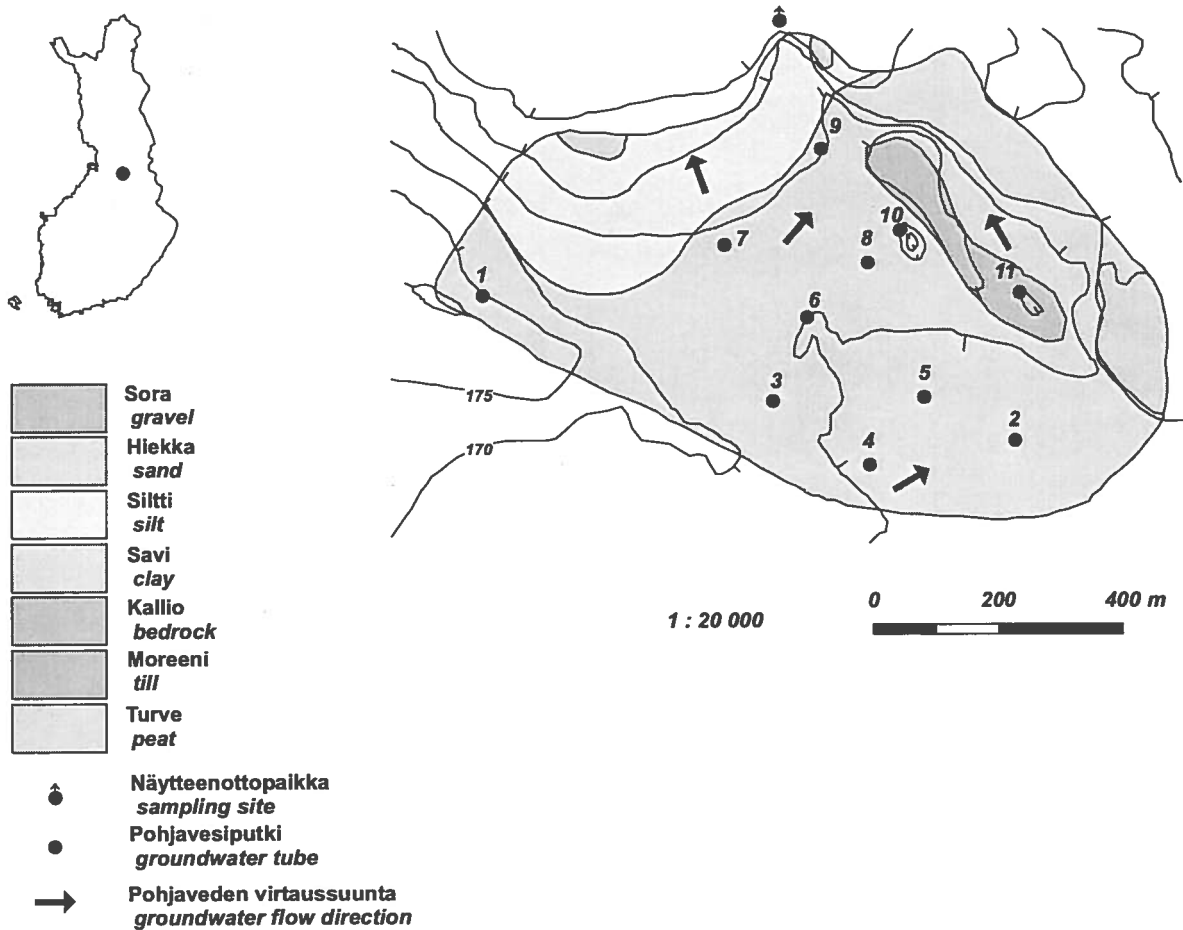 9
10
7
8
11
1
6
175
3
5
2
170
4
Sora
gravel
Hiekka
sand
Siltti
silt
Savi
clay
Kallio
bedrock
Moreeni
till
Turve
peat
1 : 20 000
0 200 400 m
Näytteenottopaikka
sampling site
Pohjavesiputki
groundwater tube
Pohjaveden virtaussuunta
groundwater flow direction